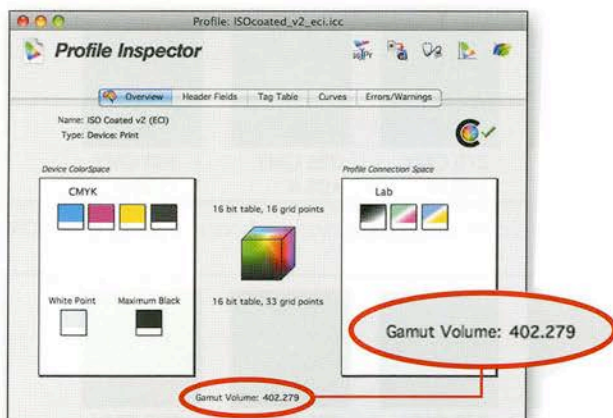 Profile: ISOcoated_v2_eci.icc
Profile Inspector
Overview
Header Fields
Tag Table
Curves
Errors/Warnings
Name: ISO Coated v2 (ECI)
Type: Device: Print
Device ColorSpace
CMYK
White Point
Maximum Black
16 bit table, 16 grid points
16 bit table, 33 grid points
Profile Connection Space
Lab
Gamut Volume: 402.279
Gamut Volume: 402.279